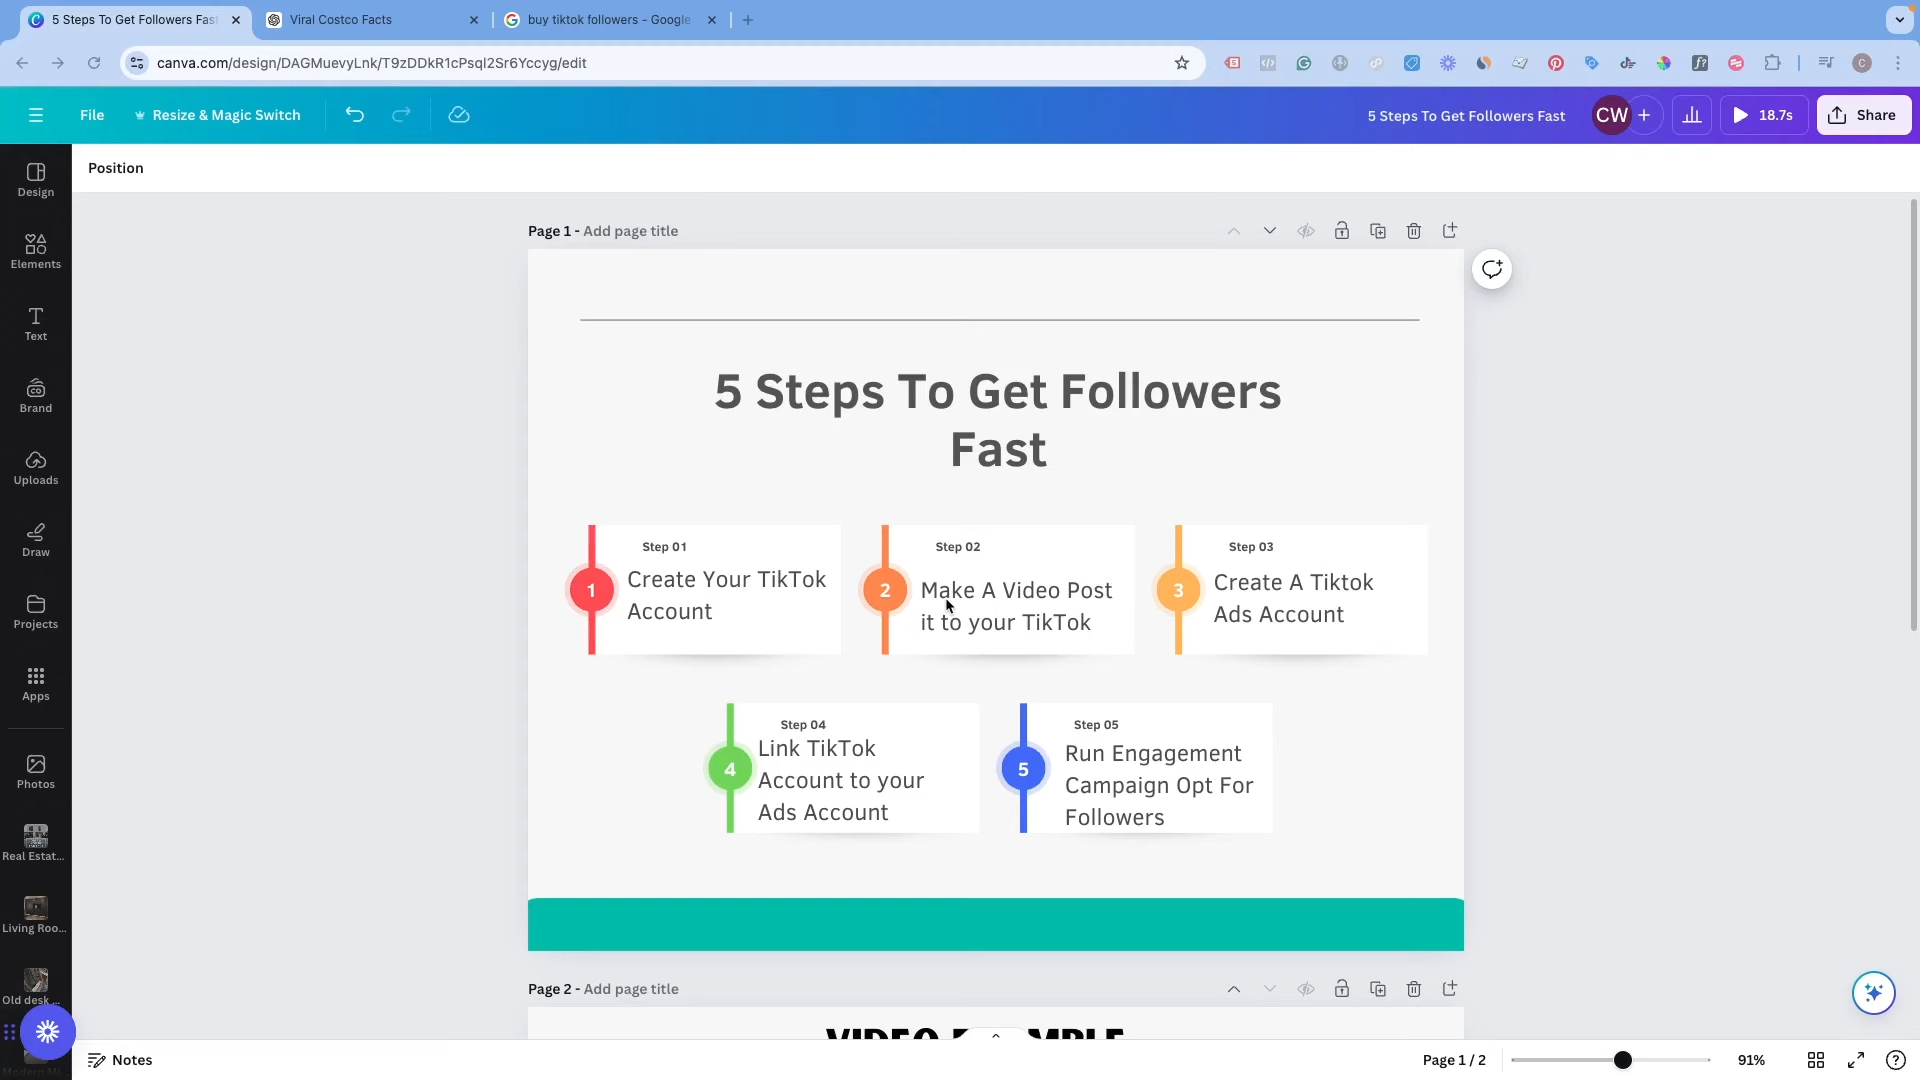 5 Steps To Get Followers Fas
Viral Costco Facts
buy tiktok followers - Google
canva.com/design/DAGMuevyLnk/T9zDDkR1cPsql2Sr6Yccyg/edit
File
Resize & Magic Switch
5 Steps To Get Followers Fast
CW
18.7s
Share
Position
Design
Elements
Text
Brand
Uploads
Draw
Projects
Apps
Photos
Real Estat...
Living Roo...
Old desk ...
Page 1 - Add page title
5 Steps To Get Followers
Fast
Step 01
1
Create Your TikTok
Account
Step 02
2
Make A Video Post
it to your TikTok
Step 03
3
Create A Tiktok
Ads Account
Step 04
4
Link TikTok
Account to your
Ads Account
Step 05
5
Run Engagement
Campaign Opt For
Followers
Page 2 - Add page title
VIDEO
Notes
Page 1 / 2
91%